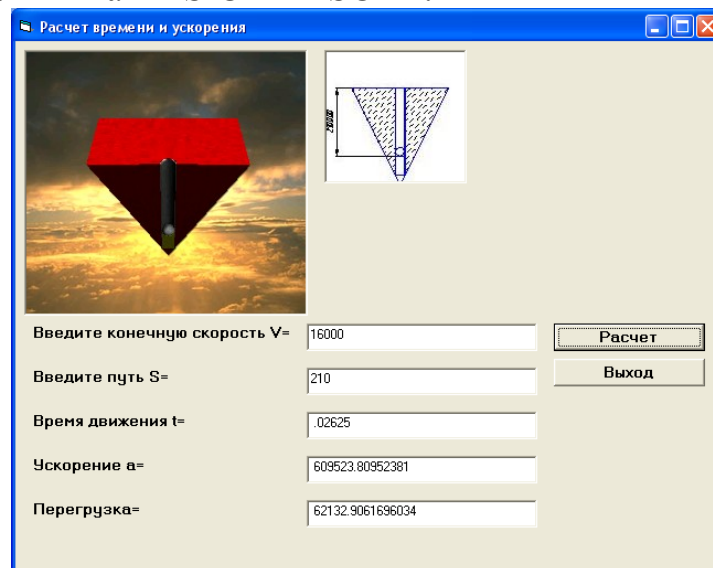 Расчет времени и ускорения
210000
Введите конечную скорость V=
16000
Расчет
Введите путь S=
210
Выход
Время движения t=
.02625
Ускорение a=
609523.80952381
Перегрузка=
62132.9061696034